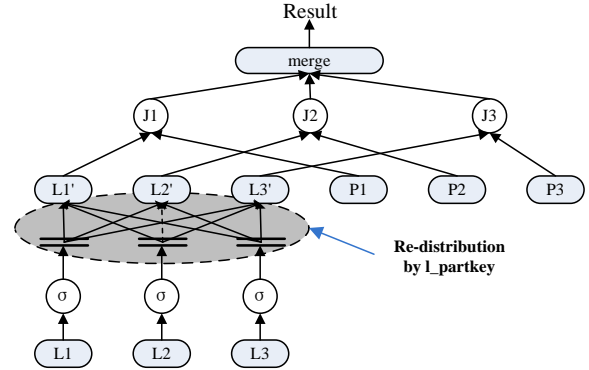 Result
merge
J1 J2 J3
L1' L2' L3' P1 P2 P3
Re-distribution
by l_partkey
σ σ σ
L1 L2 L3